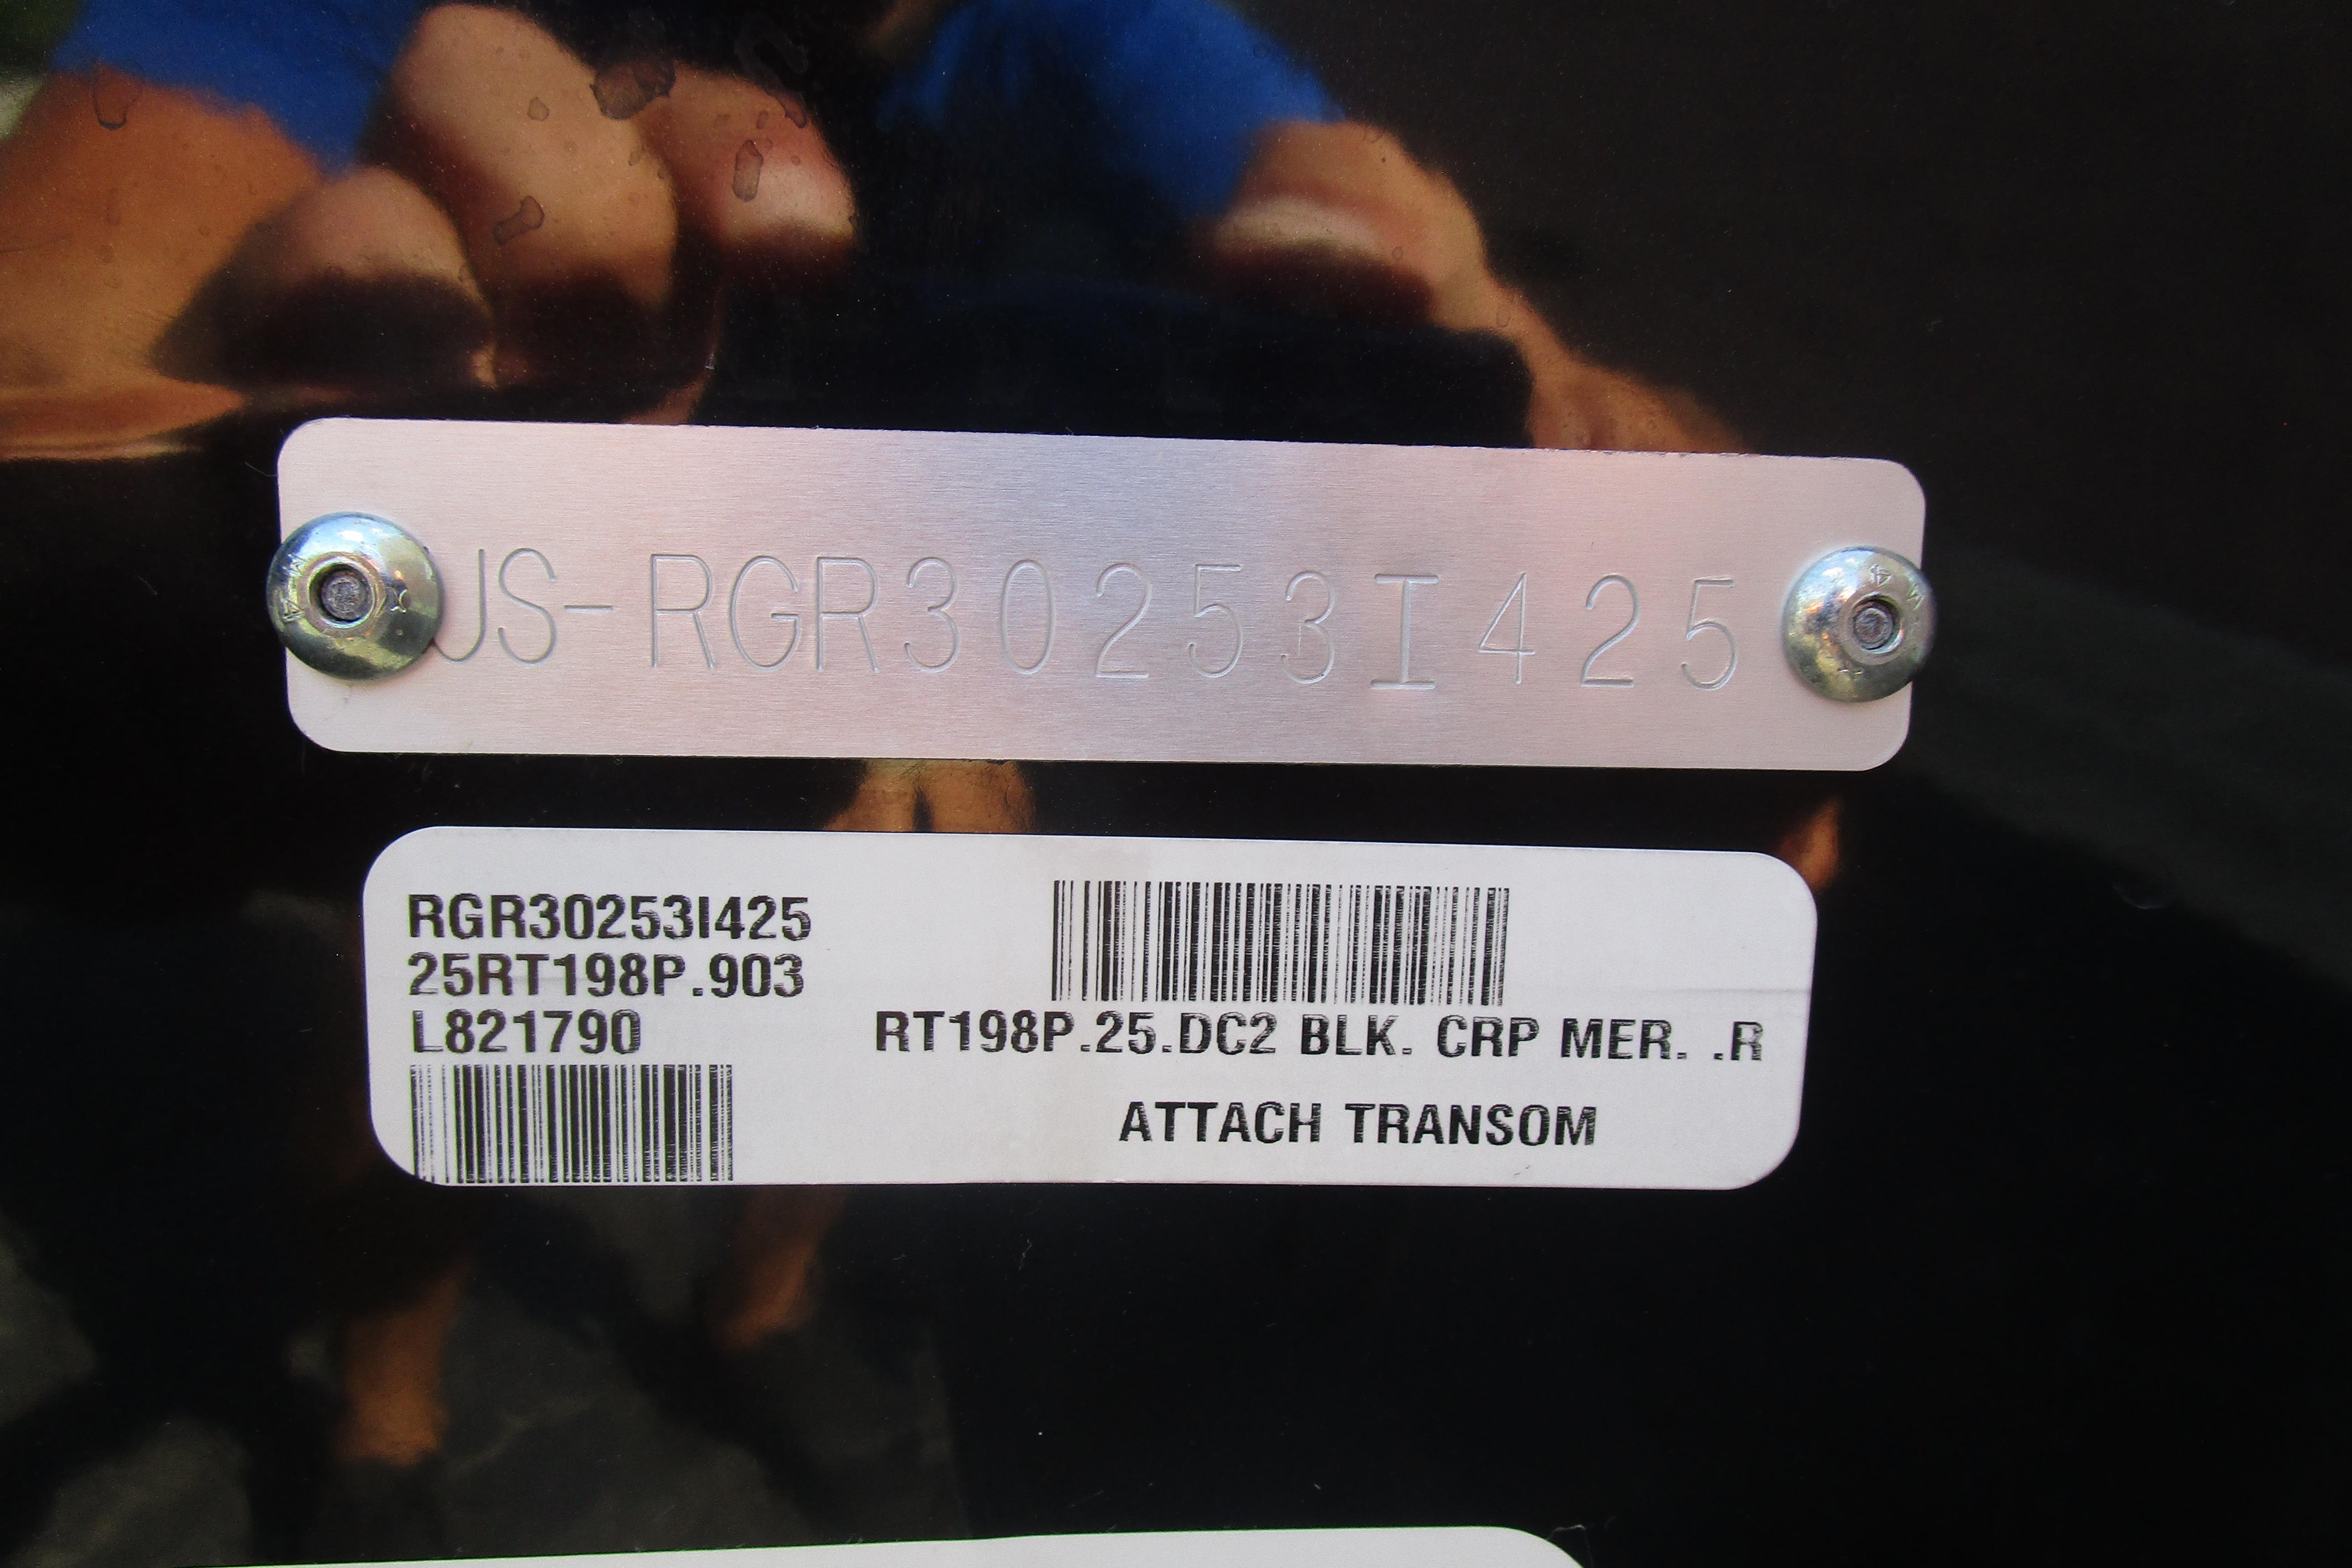 US-RGR30253I425
RGR30253I425
25RT198P.903
L821790
RT198P.25.DC2 BLK. CRP MER. .R
ATTACH TRANSOM